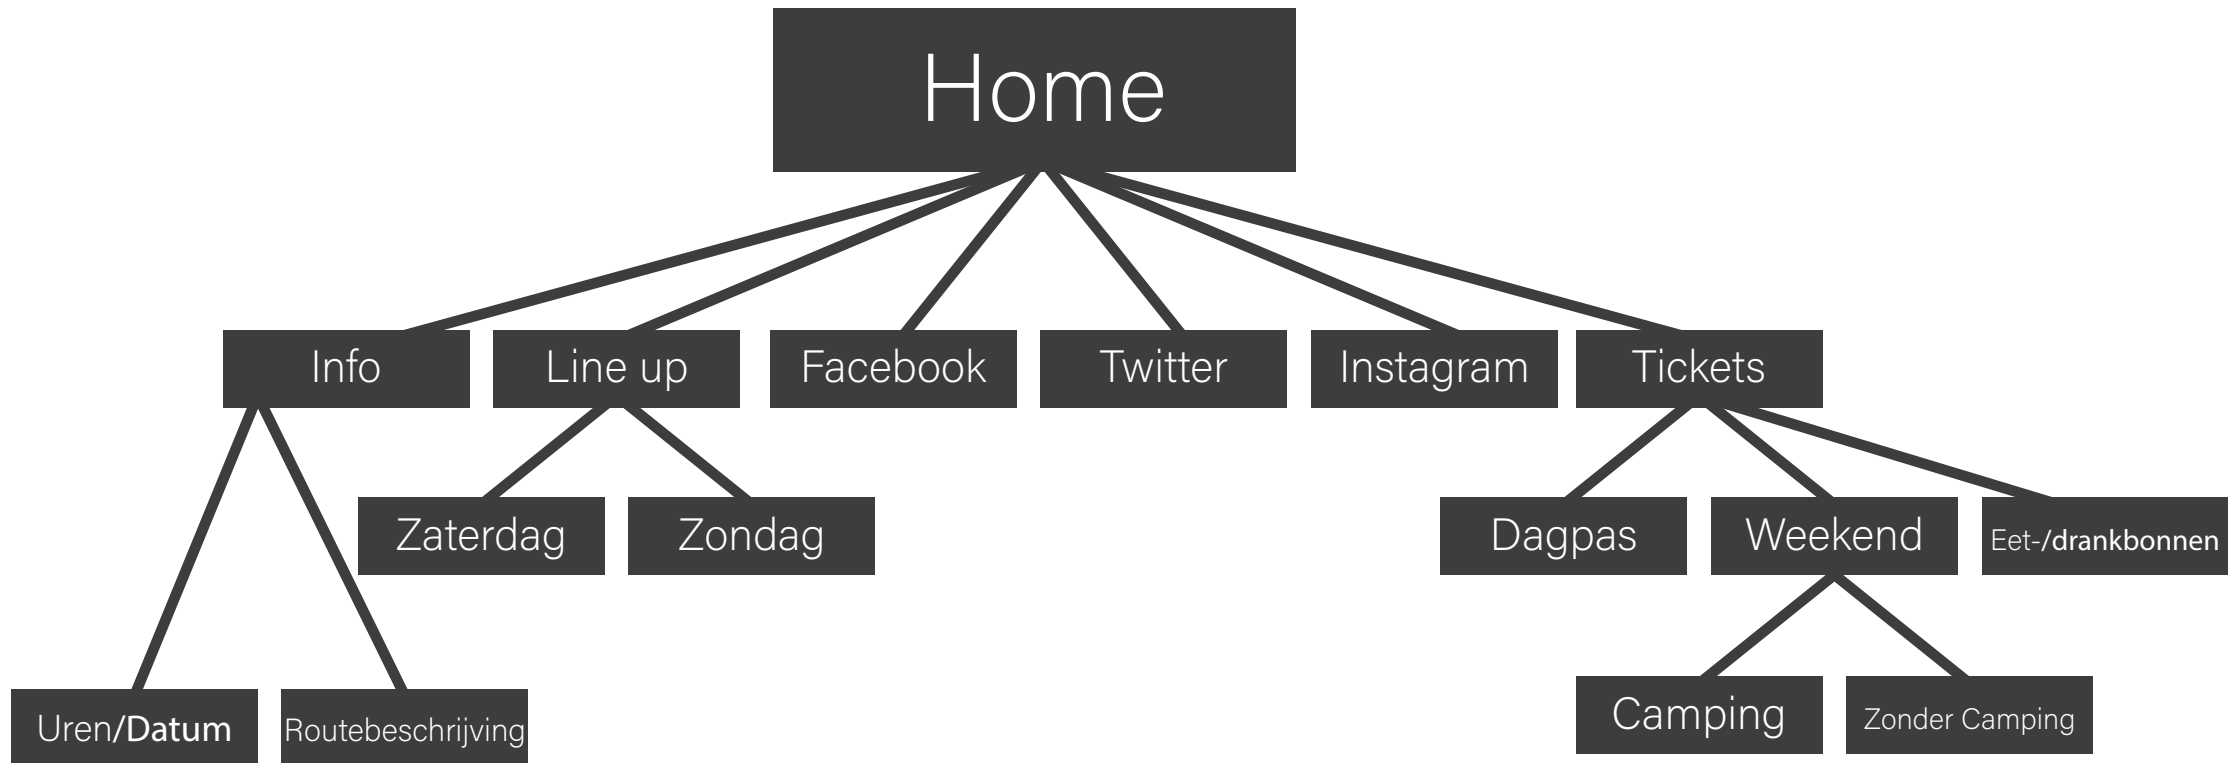 Home
Info
Line up
Facebook
Twitter
Instagram
Tickets
Zaterdag
Zondag
Dagpas
Weekend
Eet-/drankbonnen
Camping
Zonder Camping
Uren/Datum
Routebeschrijving